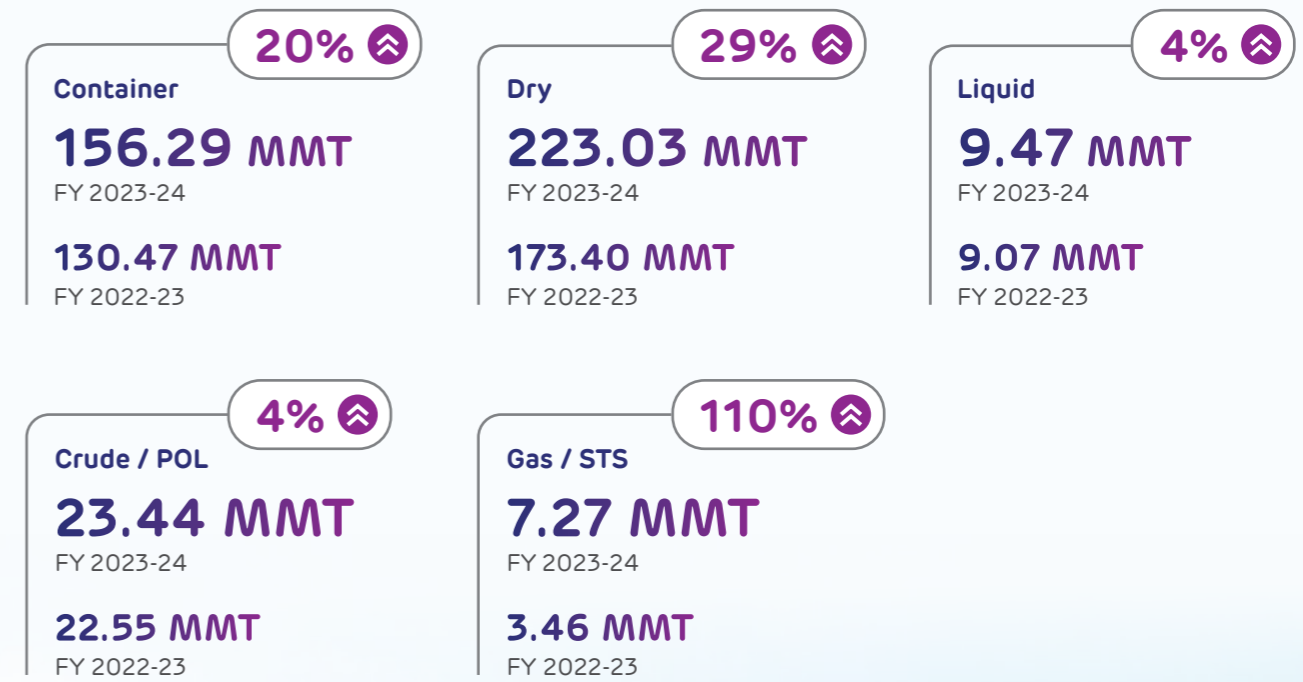 20%
Container
156.29 MMT
FY 2023-24
130.47 MMT
FY 2022-23
29%
Dry
223.03 MMT
FY 2023-24
173.40 MMT
FY 2022-23
4%
Liquid
9.47 MMT
FY 2023-24
9.07 MMT
FY 2022-23
4%
Crude / POL
23.44 MMT
FY 2023-24
22.55 MMT
FY 2022-23
110%
Gas / STS
7.27 MMT
FY 2023-24
3.46 MMT
FY 2022-23